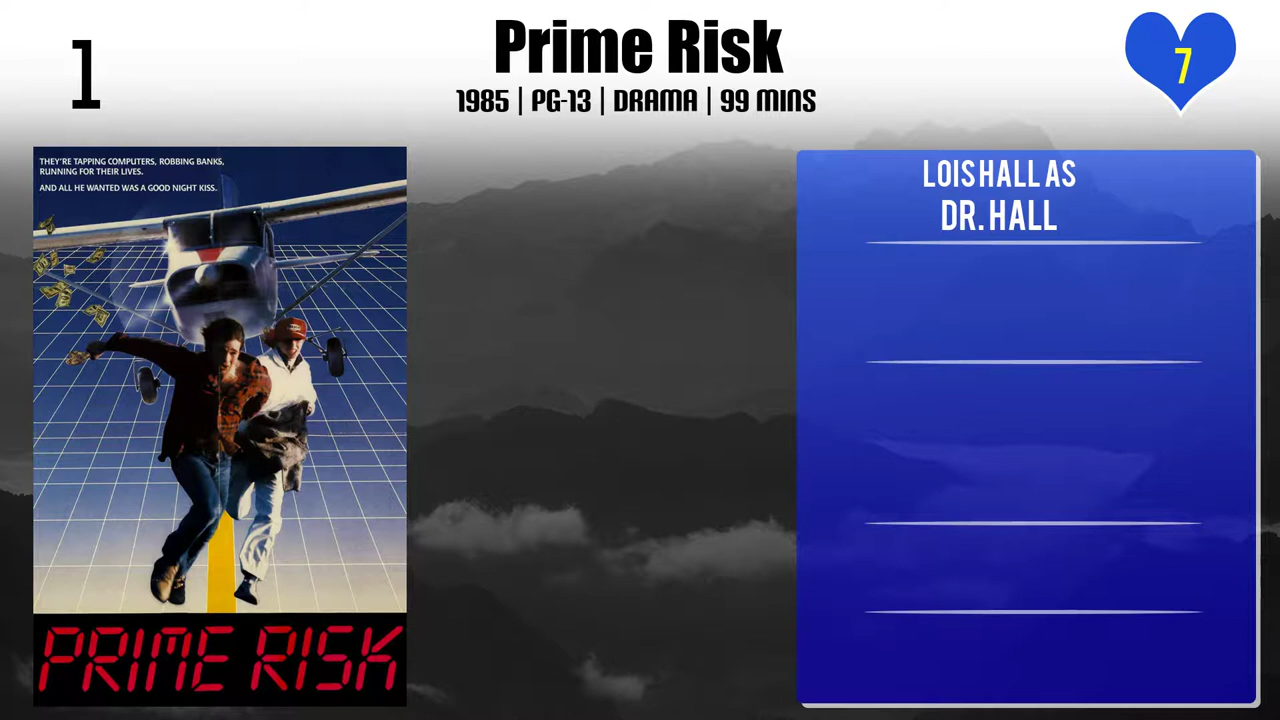 1
Prime Risk
1985 | PG-13 | DRAMA | 99 MINS
7
THEY'RE TAPPING COMPUTERS, ROBBING BANKS,
RUNNING FOR THEIR LIVES.
AND ALL HE WANTED WAS A GOOD NIGHT KISS.
PRIME RISK
LOIS HALL AS
DR. HALL